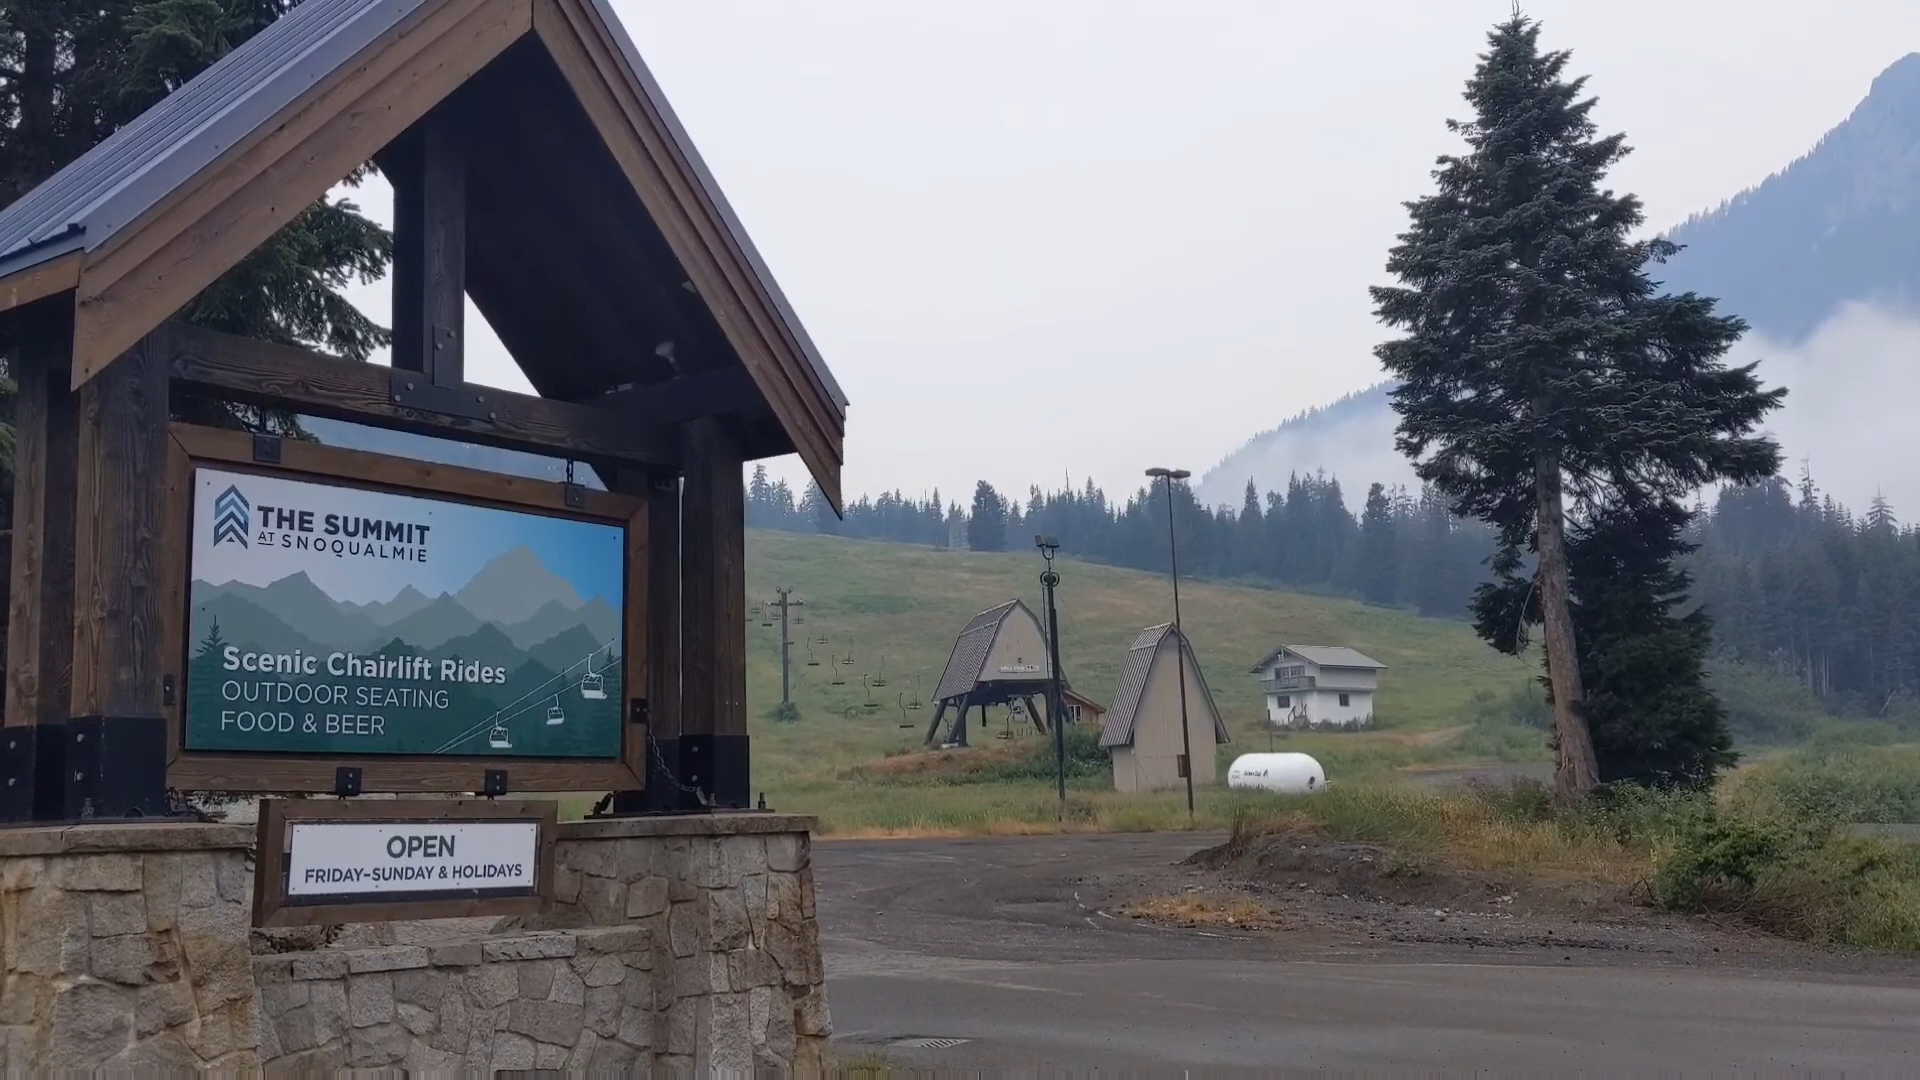 THE SUMMIT
AT SNOQUALMIE
Scenic Chairlift Rides
OUTDOOR SEATING
FOOD & BEER
OPEN
FRIDAY-SUNDAY & HOLIDAYS